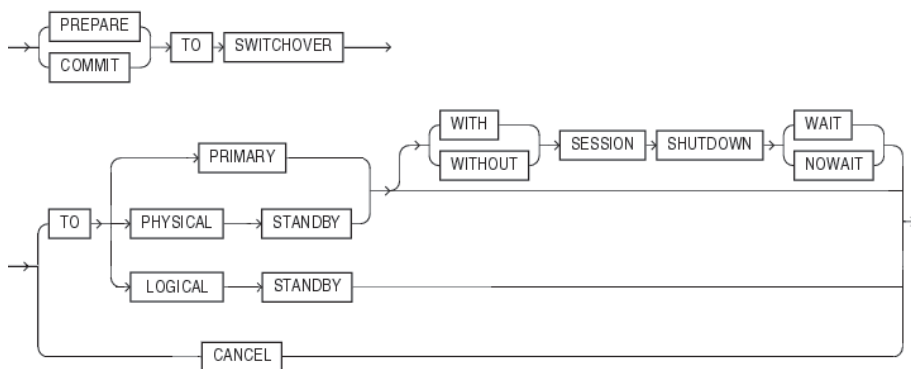 PREPARE
COMMIT
TO
SWITCHOVER
WITH
WITHOUT
SESSION
SHUTDOWN
WAIT
NOWAIT
PRIMARY
TO
PHYSICAL
STANDBY
LOGICAL
STANDBY
CANCEL